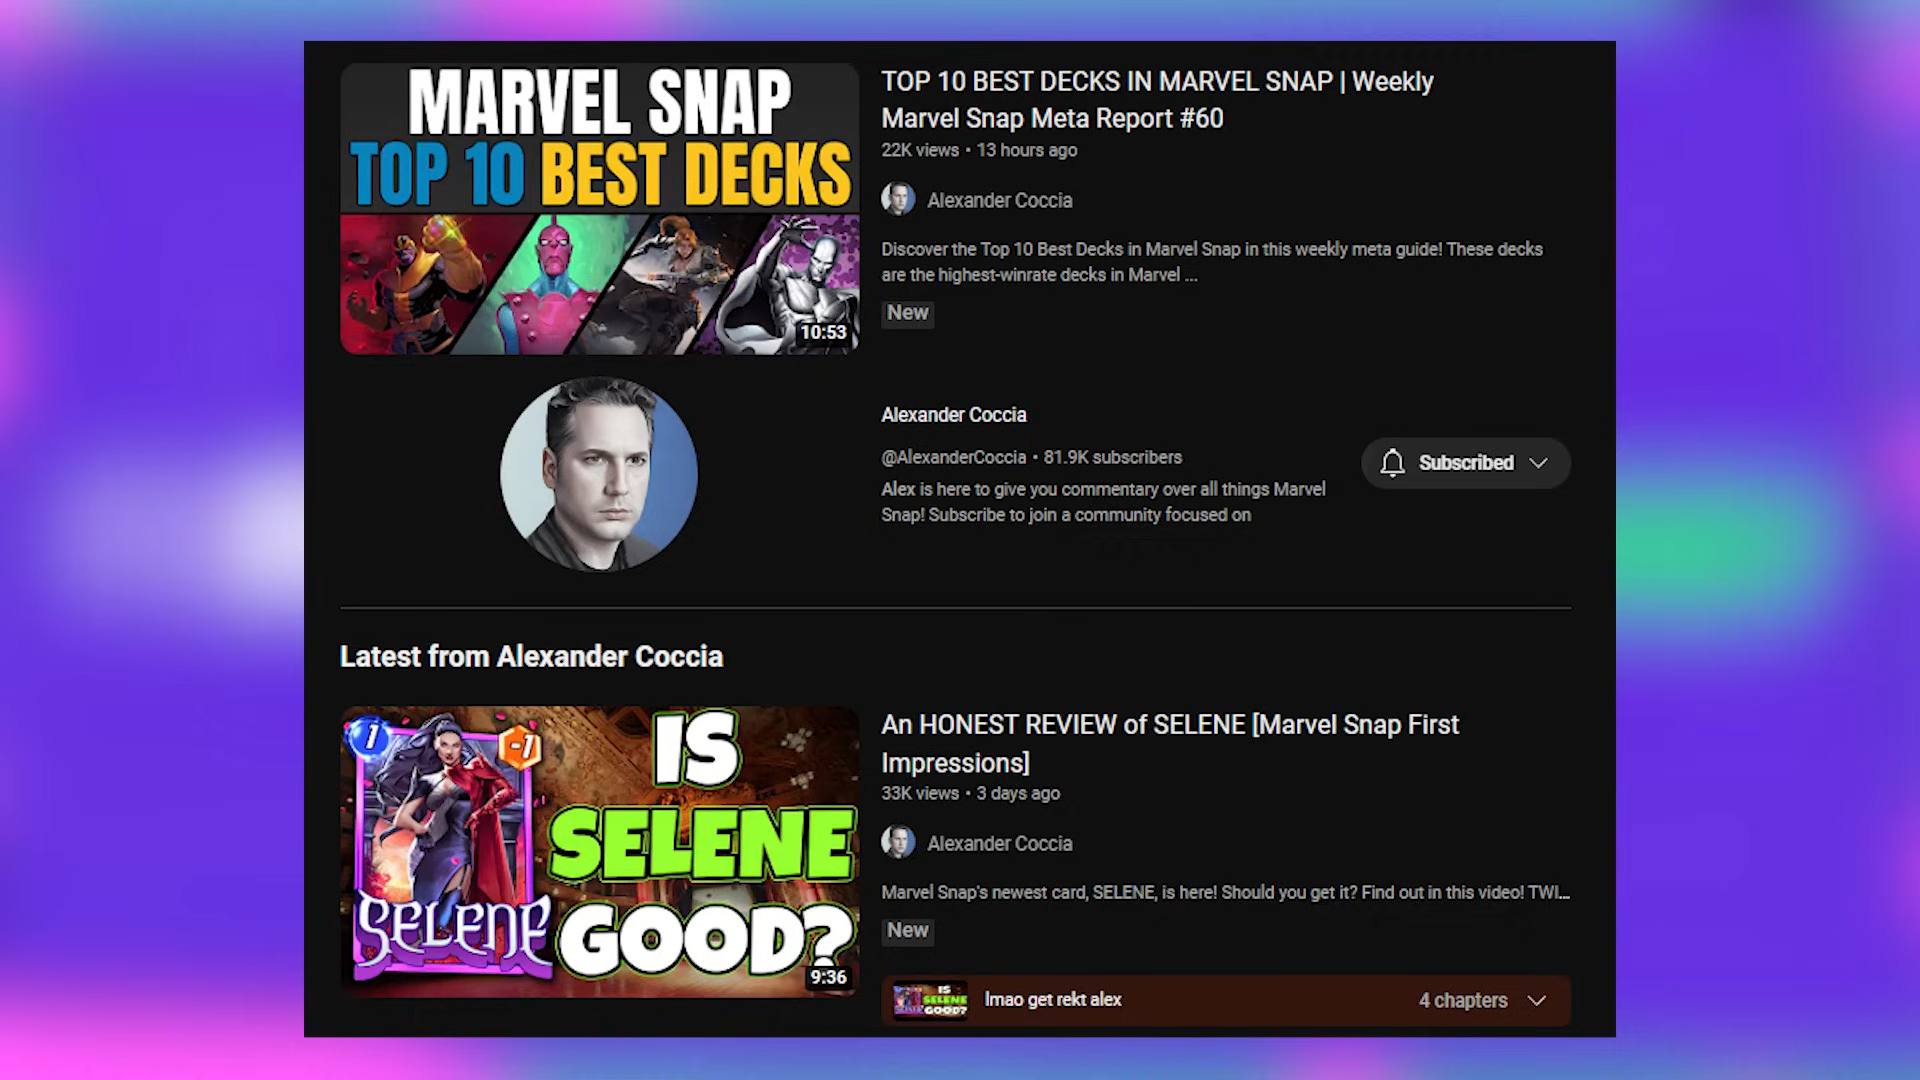 MARVEL SNAP
TOP 10 BEST DECKS
10:53
TOP 10 BEST DECKS IN MARVEL SNAP | Weekly
Marvel Snap Meta Report #60
22K views • 13 hours ago
Alexander Coccia
Discover the Top 10 Best Decks in Marvel Snap in this weekly meta guide! These decks
are the highest-winrate decks in Marvel ...
New
Alexander Coccia
@AlexanderCoccia • 81.9K subscribers
Alex is here to give you commentary over all things Marvel
Snap! Subscribe to join a community focused on
Subscribed
Latest from Alexander Coccia
1
-1
SELENE
IS
SELENE
GOOD?
9:36
An HONEST REVIEW of SELENE [Marvel Snap First
Impressions]
33K views • 3 days ago
Alexander Coccia
Marvel Snap's newest card, SELENE, is here! Should you get it? Find out in this video! TWI...
New
IS
SELENE
GOOD?
lmao get rekt alex
4 chapters